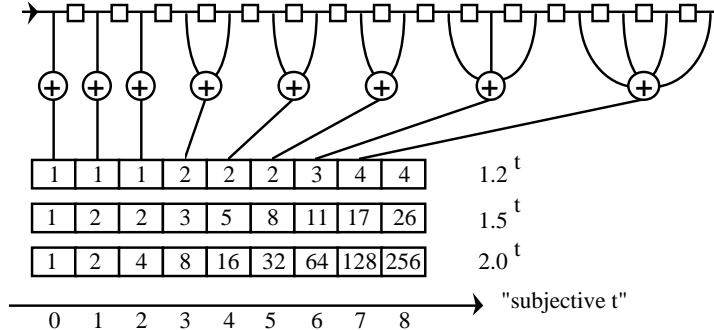 + + + + + + + +
1 1 1 2 2 2 3 4 4 1.2 t
1 2 2 3 5 8 11 17 26 1.5 t
1 2 4 8 16 32 64 128 256 2.0 t
"subjective t"
0 1 2 3 4 5 6 7 8